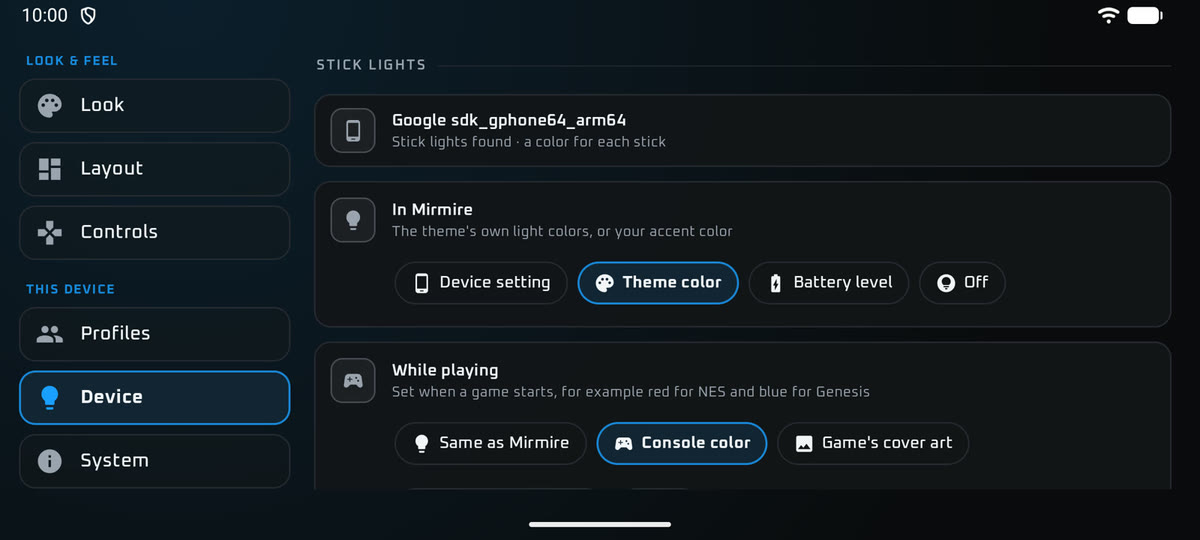 10:00
LOOK & FEEL
Look
Layout
Controls
THIS DEVICE
Profiles
Device
System
STICK LIGHTS
Google sdk_gphone64_arm64
Stick lights found · a color for each stick
In Mirmire
The theme's own light colors, or your accent color
Device setting
Theme color
Battery level
Off
While playing
Set when a game starts, for example red for NES and blue for Genesis
Same as Mirmire
Console color
Game's cover art